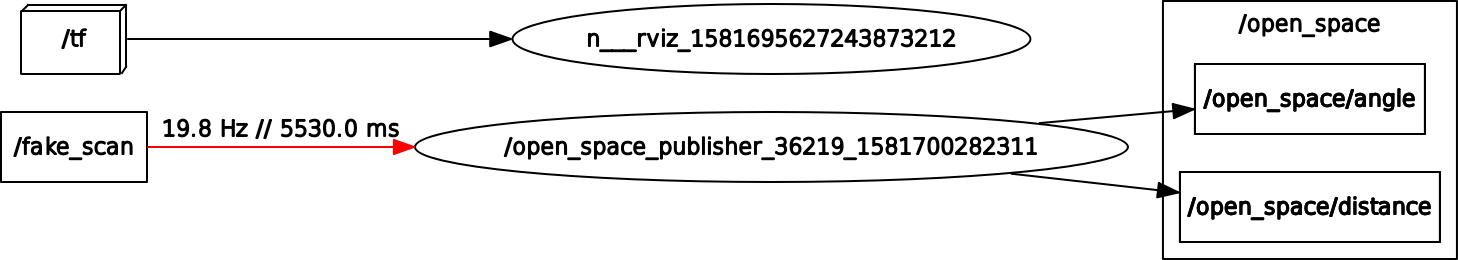 /tf
n___rviz_1581695627243873212
/open_space
/open_space/angle
/fake_scan
19.8 Hz // 5530.0 ms
/open_space_publisher_36219_1581700282311
/open_space/distance